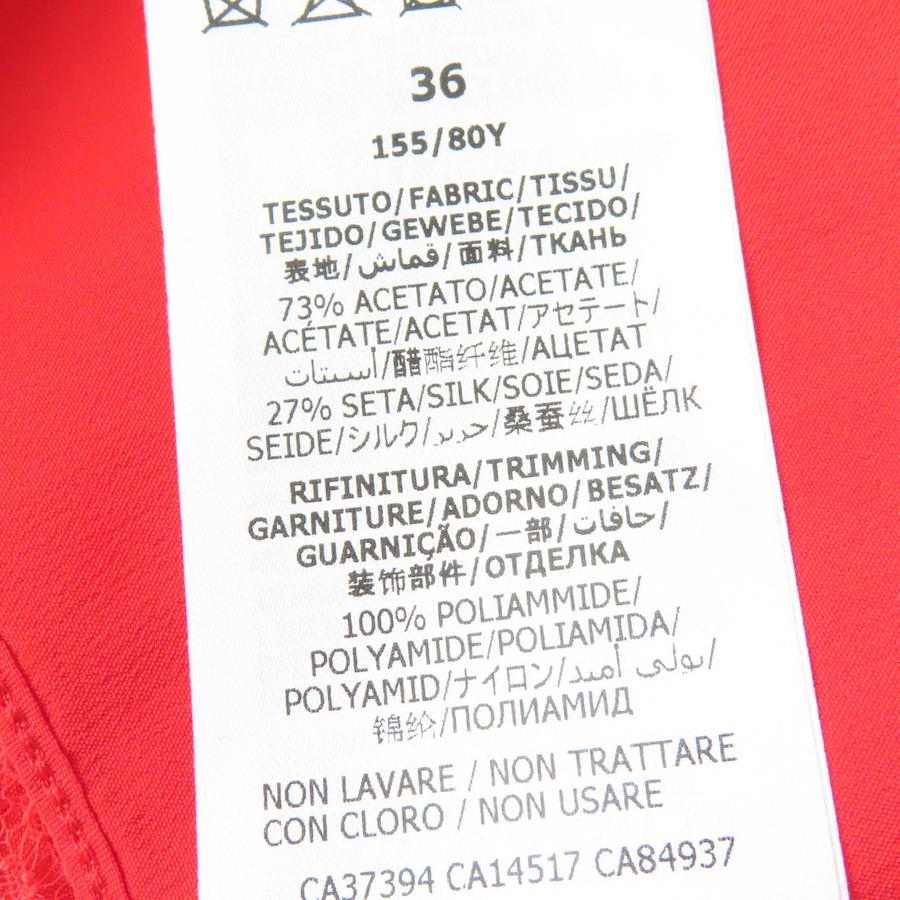 36
155/80Y
TESSUTO/FABRIC/TISSU/
TEJIDO/GEWEBE/TECIDO/
表地/قماش/面料/ТКАНЬ
73% ACETATO/ACETATE/
ACÉTATE/ACETAT/アセテート/
أسيتات/醋酯纤维/АЦЕТАТ
27% SETA/SILK/SOIE/SEDA/
SEIDE/シルク/حرير/桑蚕丝/ШЁЛК
RIFINITURA/TRIMMING/
GARNITURE/ADORNO/BESATZ/
GUARNIÇÃO/一部/حافات/
装饰部件/ОТДЕЛКА
100% POLIAMMIDE/
POLYAMIDE/POLIAMIDA/
POLYAMID/ナイロン/بولي أميد/
锦纶/ПОЛИАМИД
NON LAVARE / NON TRATTARE
CON CLORO / NON USARE
CA37394 CA14517 CA84937